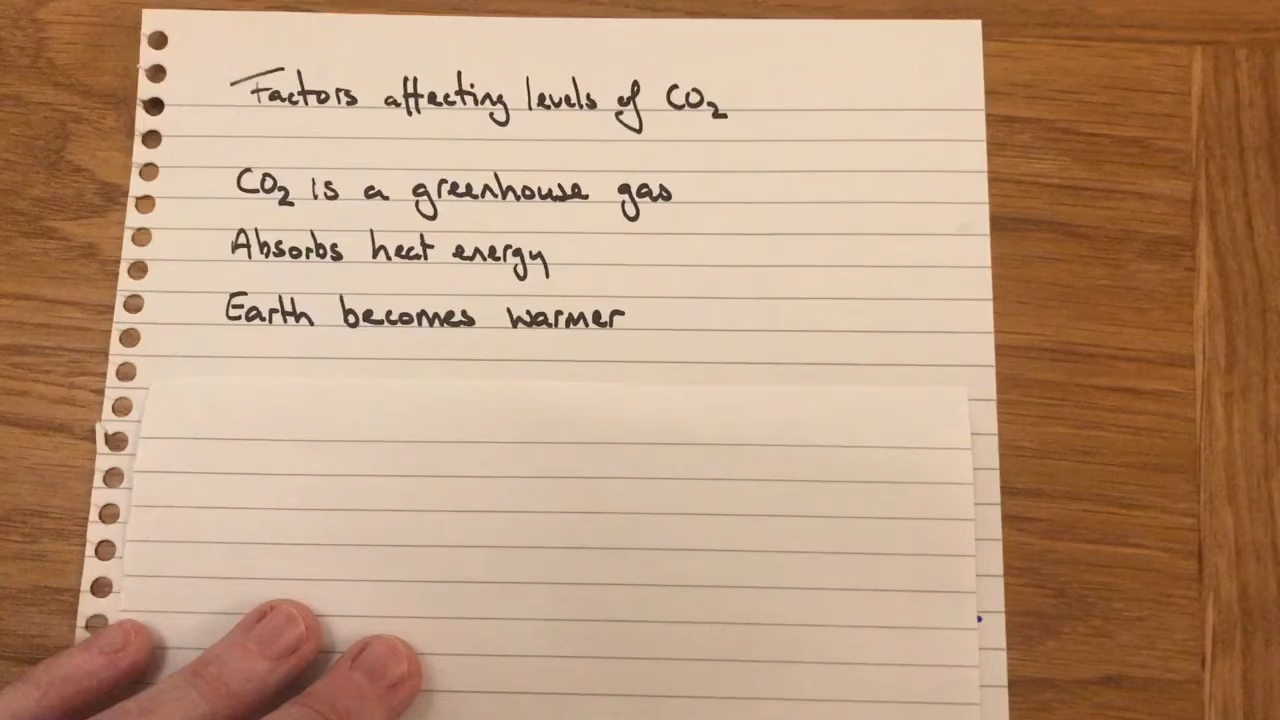 Factors affecting levels of CO₂
CO₂ is a greenhouse gas
Absorbs heat energy
Earth becomes warmer